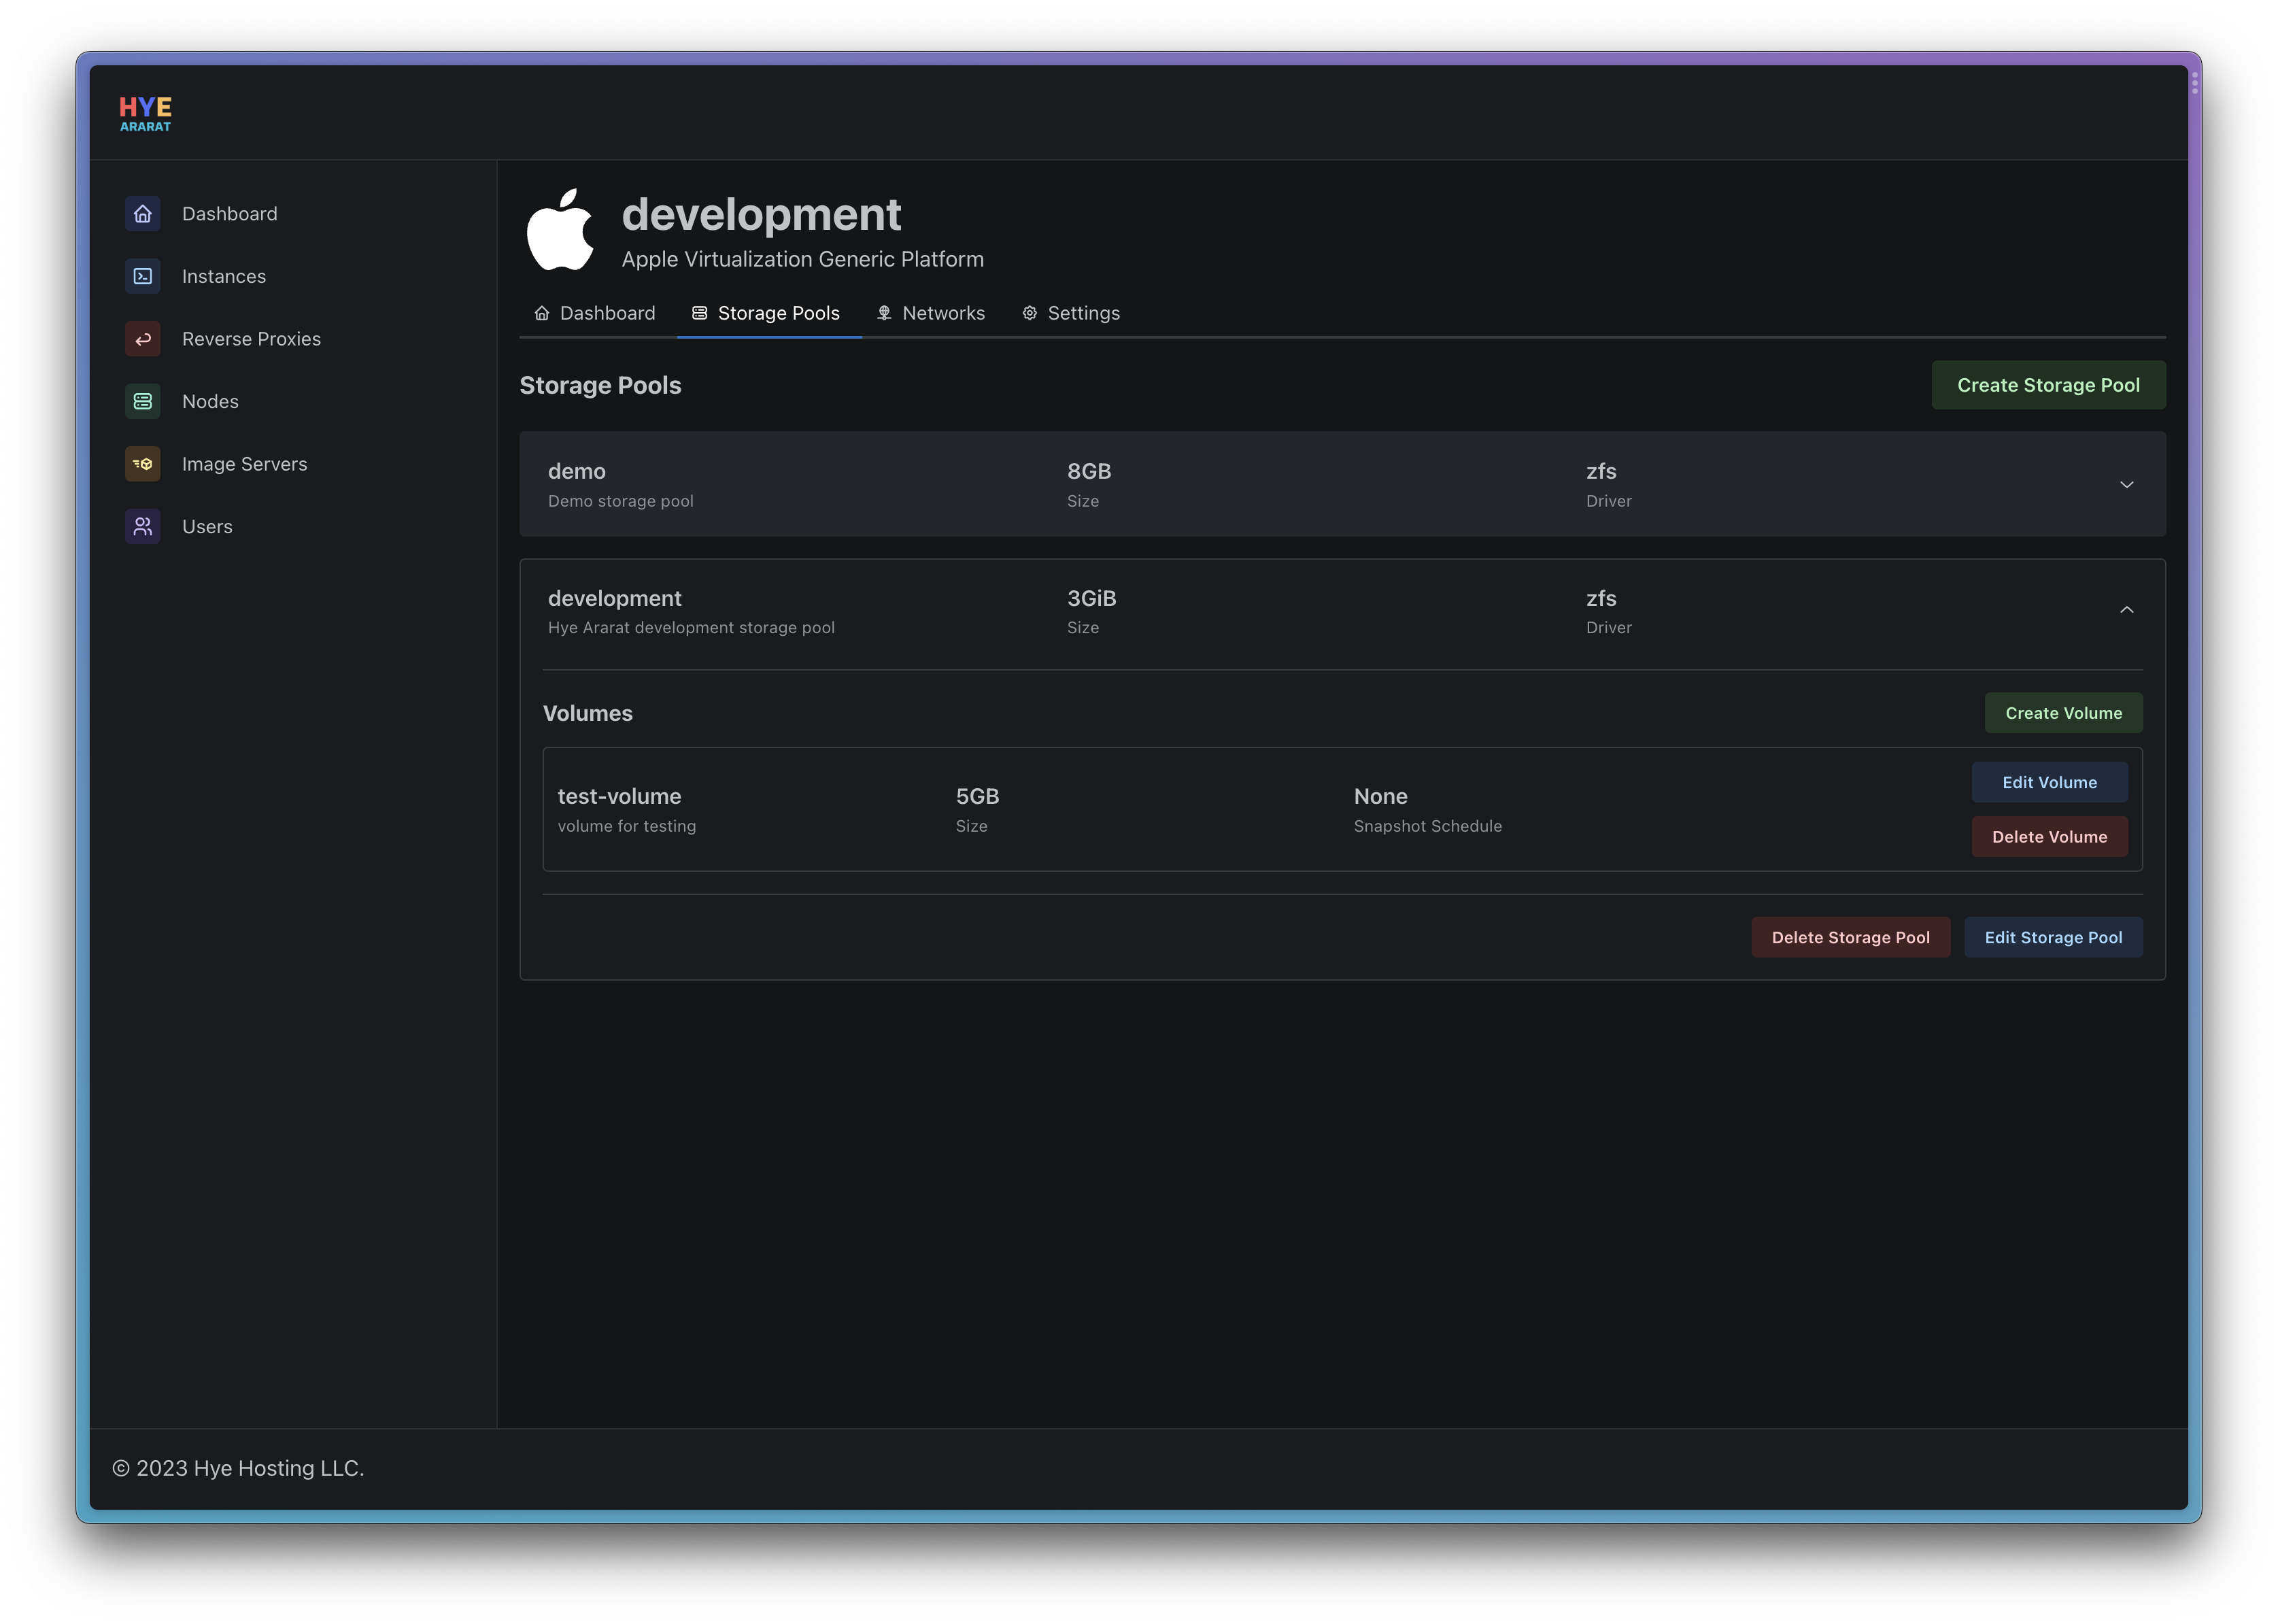 HYE
ARARAT
Dashboard
Instances
Reverse Proxies
Nodes
Image Servers
Users
development
Apple Virtualization Generic Platform
Dashboard Storage Pools Networks Settings
Storage Pools Create Storage Pool
demo 8GB zfs
Demo storage pool Size Driver
development 3GiB zfs
Hye Ararat development storage pool Size Driver
Volumes Create Volume
Edit Volume
test-volume 5GB None
volume for testing Size Snapshot Schedule
Delete Volume
Delete Storage Pool Edit Storage Pool
© 2023 Hye Hosting LLC.